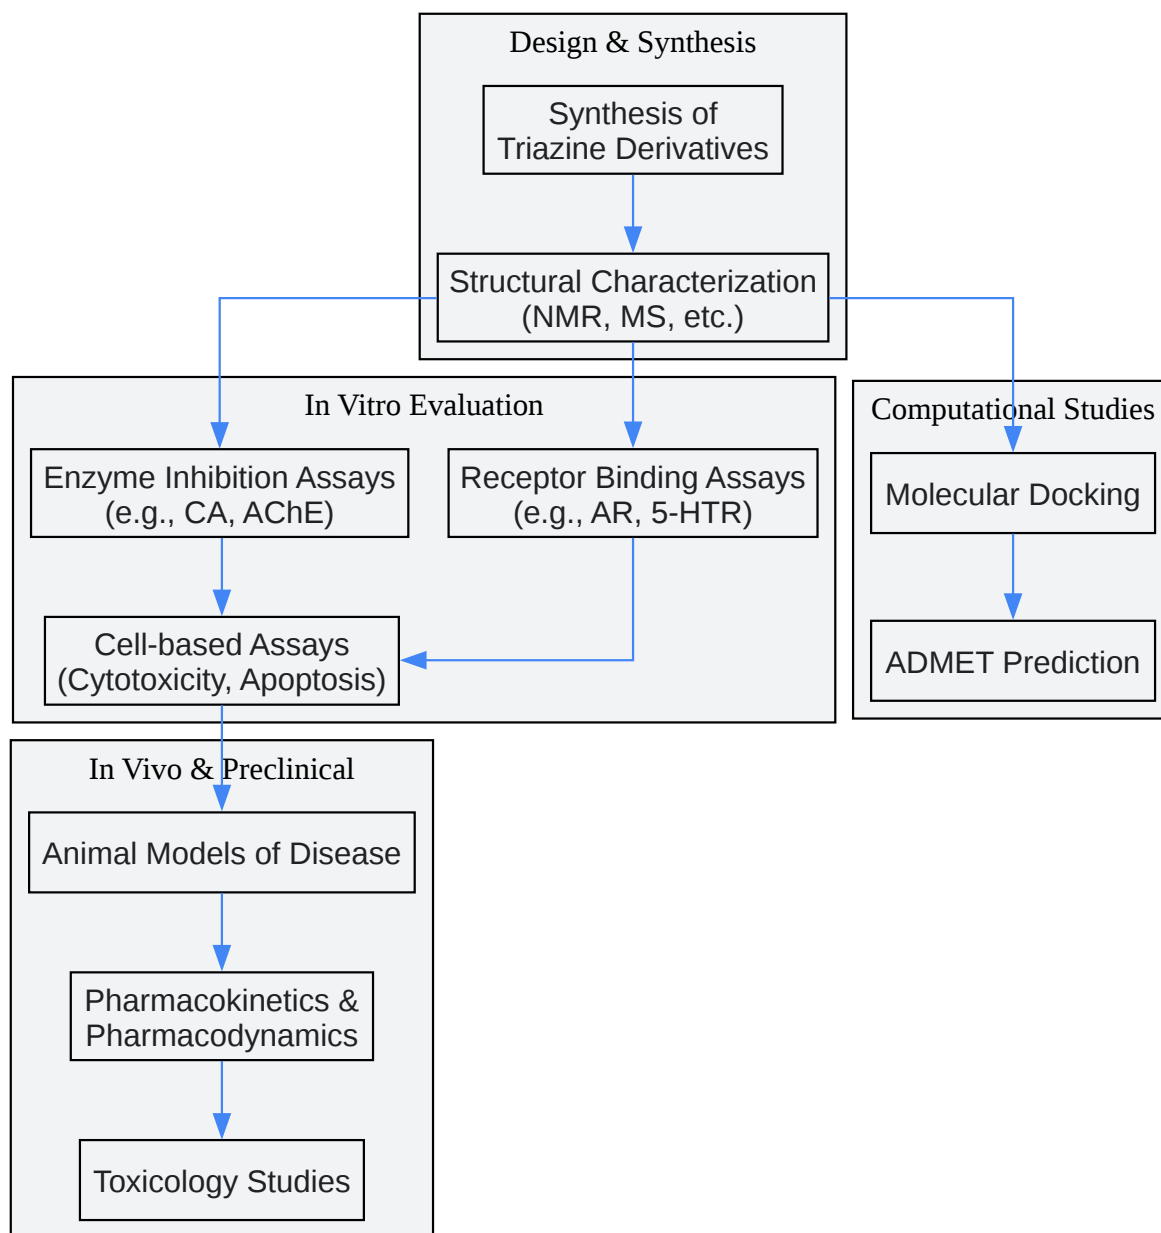 Design & Synthesis
Synthesis of
Triazine Derivatives
Structural Characterization
(NMR, MS, etc.)
In Vitro Evaluation
Enzyme Inhibition Assays
(e.g., CA, AChE)
Receptor Binding Assays
(e.g., AR, 5-HTR)
Cell-based Assays
(Cytotoxicity, Apoptosis)
Computational Studies
Molecular Docking
ADMET Prediction
In Vivo & Preclinical
Animal Models of Disease
Pharmacokinetics &
Pharmacodynamics
Toxicology Studies